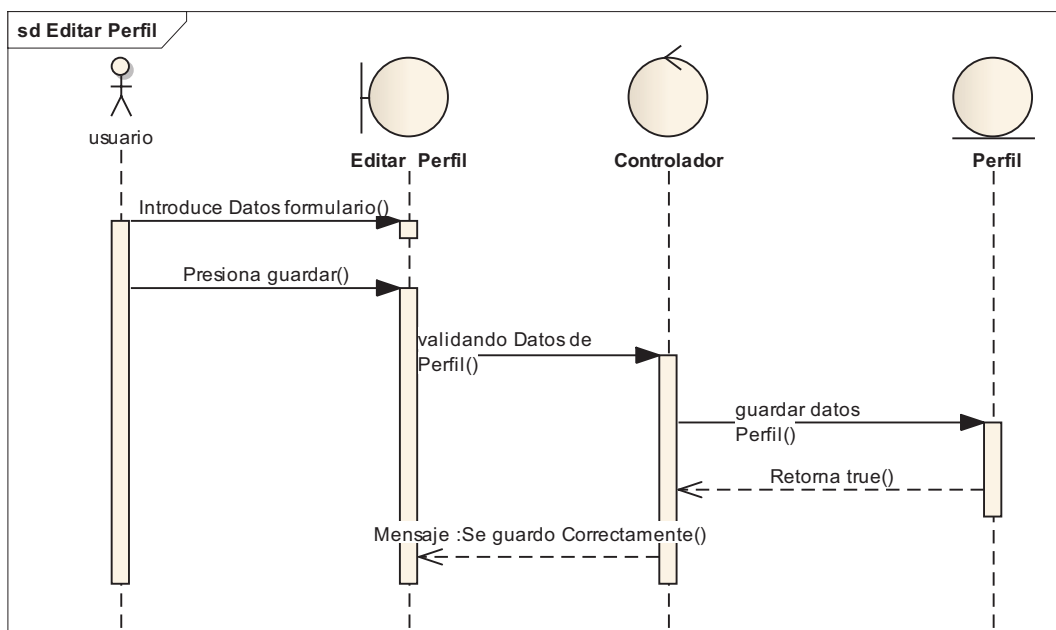 sd Editar Perfil
usuario
Editar Perfil
Controlador
Perfil
Introduce Datos formulario()
Presiona guardar()
validando Datos de
Perfil()
guardar datos
Perfil()
Retorna true()
Mensaje :Se guardo Correctamente()